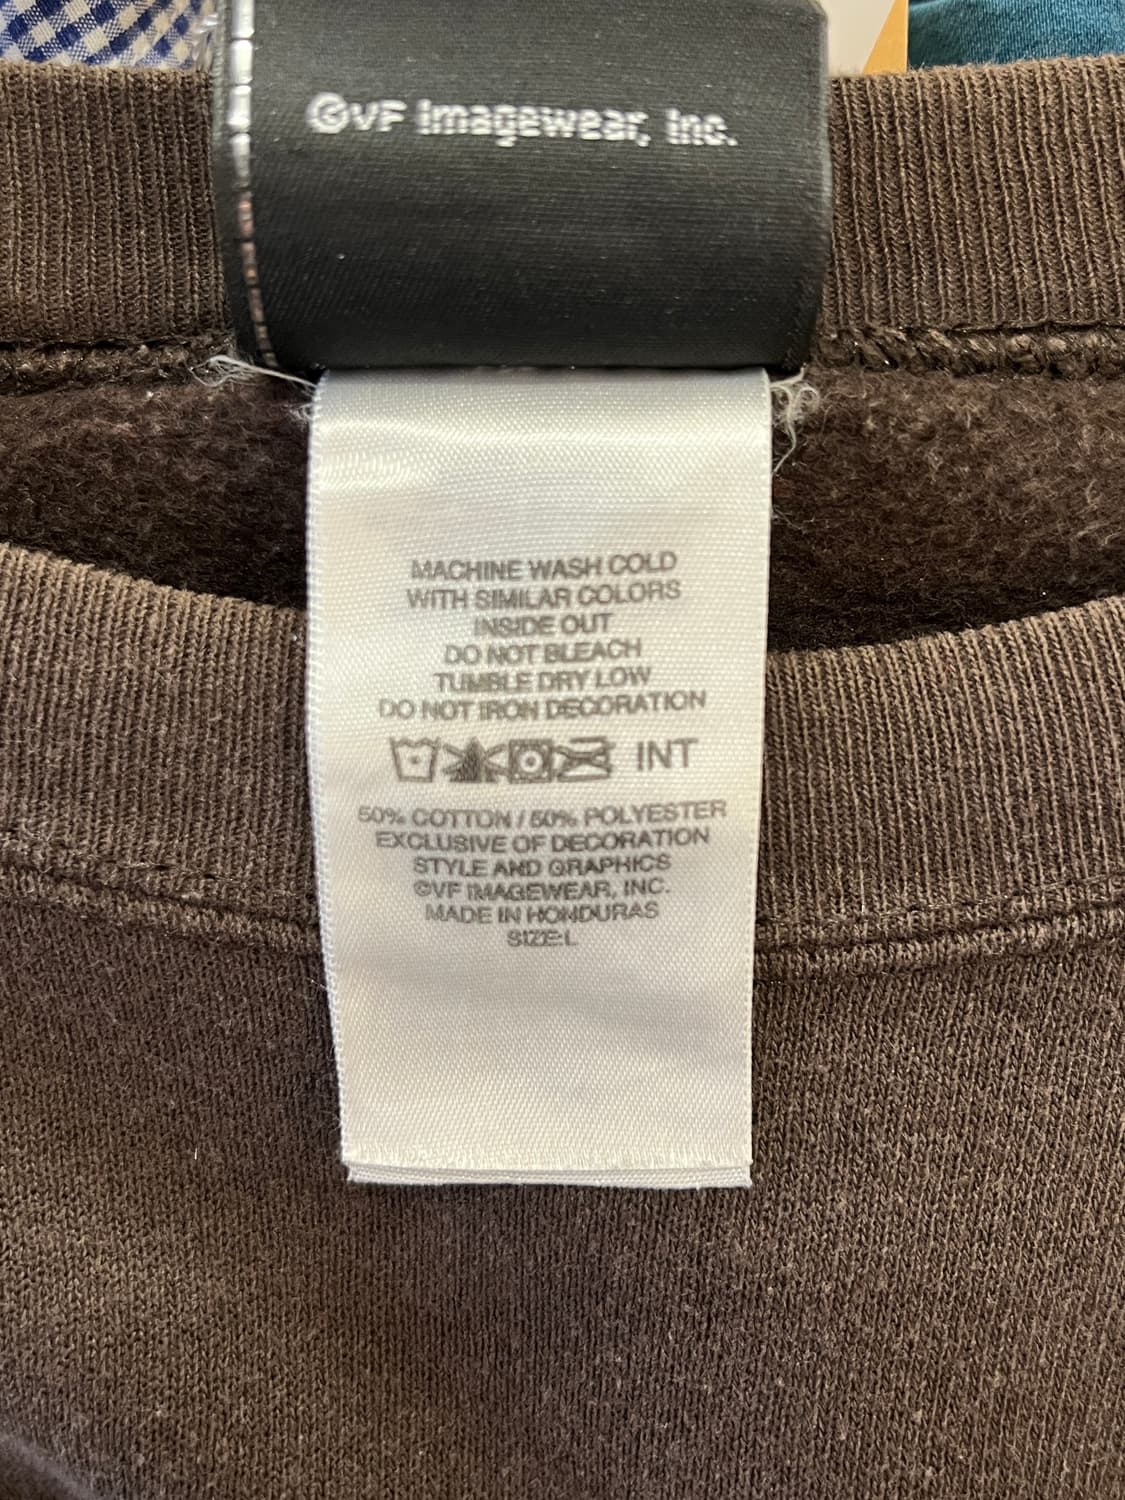 ©VF Imagewear, Inc.
MACHINE WASH COLD
WITH SIMILAR COLORS
INSIDE OUT
DO NOT BLEACH
TUMBLE DRY LOW
DO NOT IRON DECORATION
INT
50% COTTON / 50% POLYESTER
EXCLUSIVE OF DECORATION
STYLE AND GRAPHICS
©VF IMAGEWEAR, INC.
MADE IN HONDURAS
SIZE:L